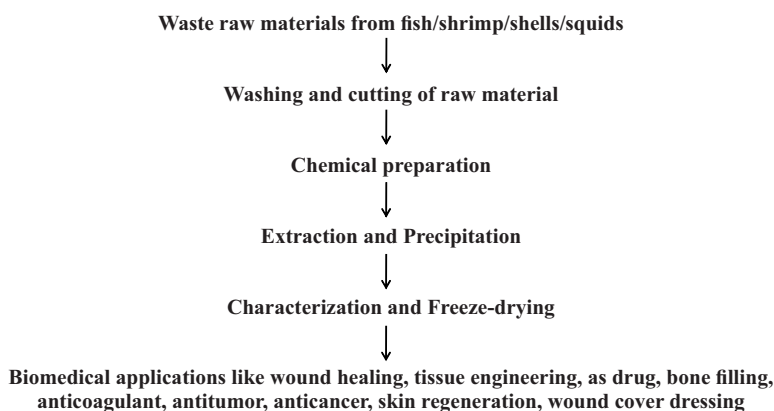 Waste raw materials from fish/shrimp/shells/squids
Washing and cutting of raw material
Chemical preparation
Extraction and Precipitation
Characterization and Freeze-drying
Biomedical applications like wound healing, tissue engineering, as drug, bone filling,
anticoagulant, antitumor, anticancer, skin regeneration, wound cover dressing